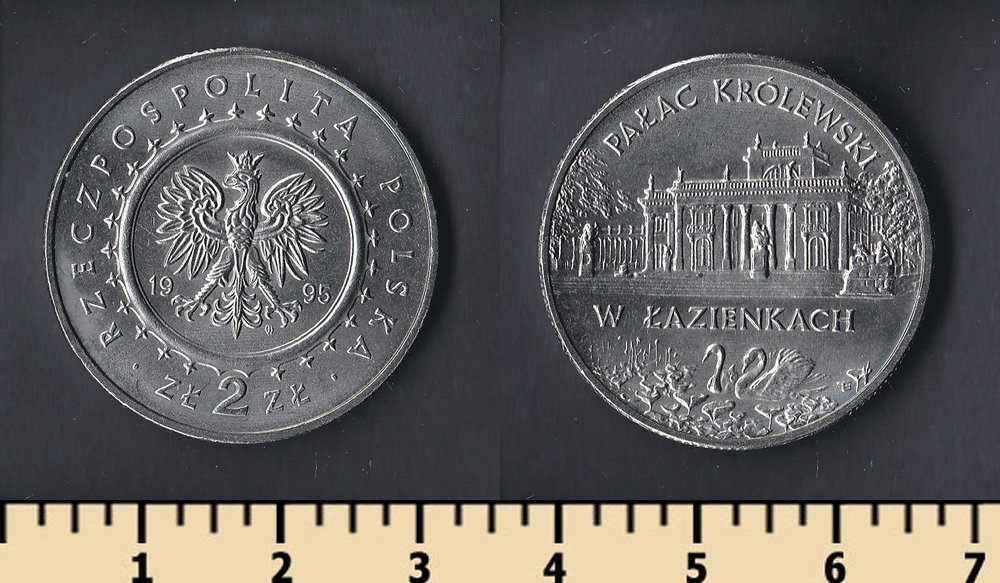 RZECZPOSPOLITA POLSKA
19 95
ZŁ 2 ZŁ
PAŁAC KRÓLEWSKI
W ŁAZIENKACH
1 2 3 4 5 6 7